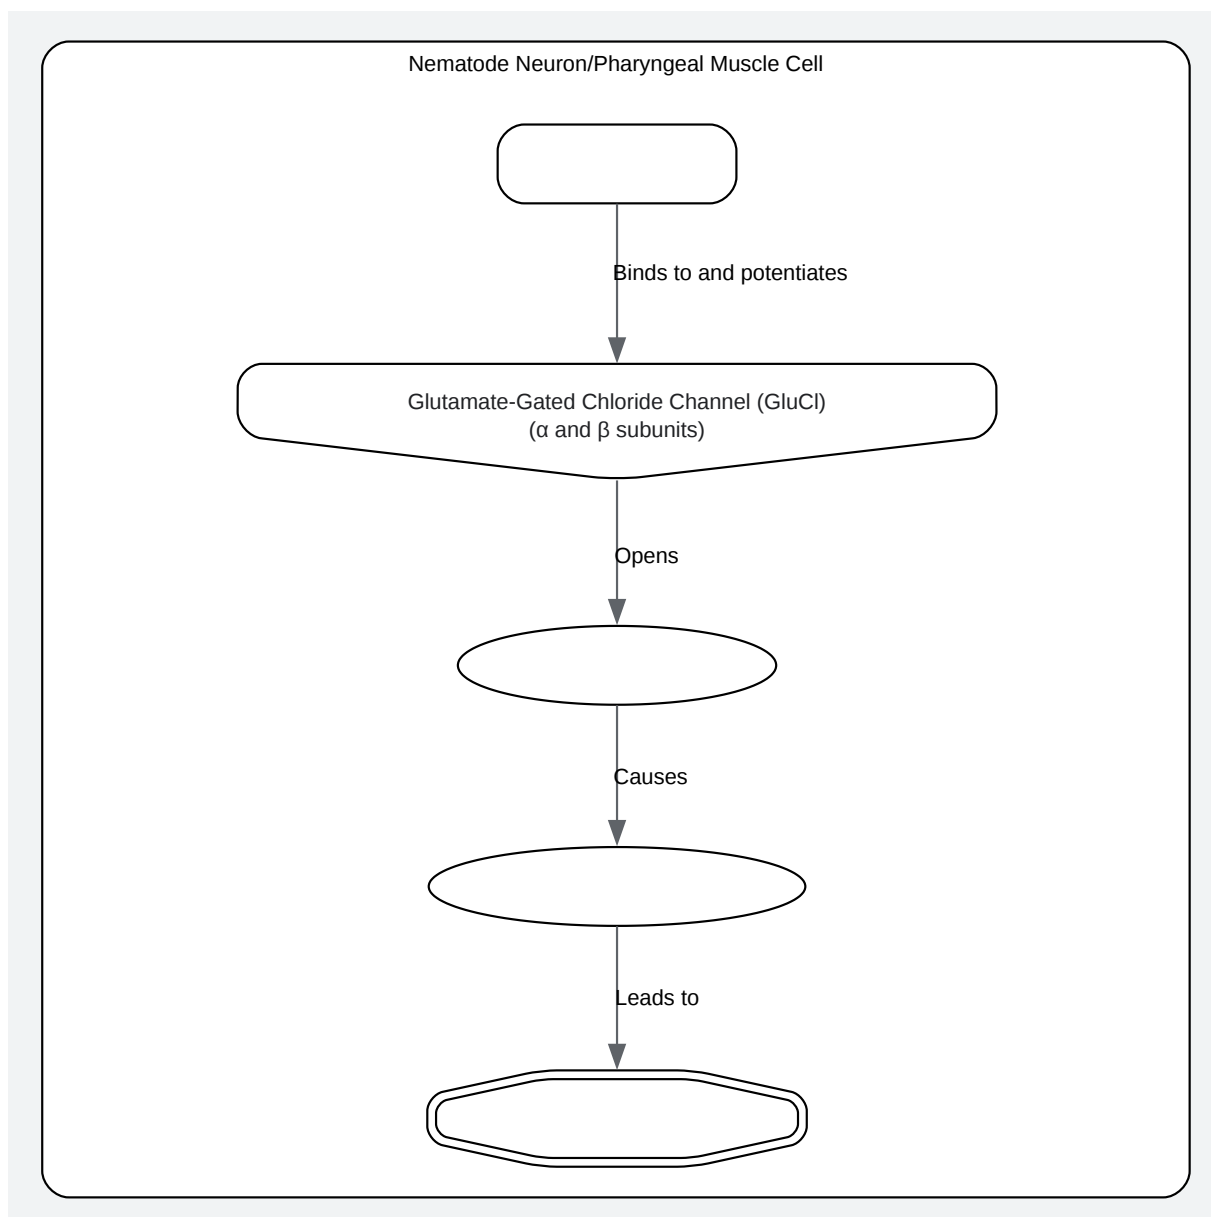 Nematode Neuron/Pharyngeal Muscle Cell
Binds to and potentiates
Glutamate-Gated Chloride Channel (GluCl)
(α and β subunits)
Opens
Causes
Leads to